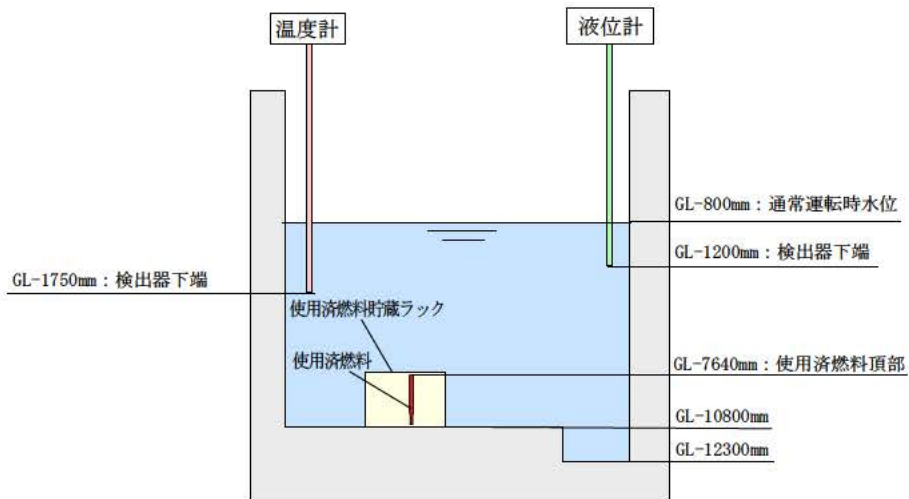 温度計
液位計
GL-800mm：通常運転時水位
GL-1200mm：検出器下端
GL-1750mm：検出器下端
使用済燃料貯蔵ラック
使用済燃料
GL-7640mm：使用済燃料頂部
GL-10800mm
GL-12300mm